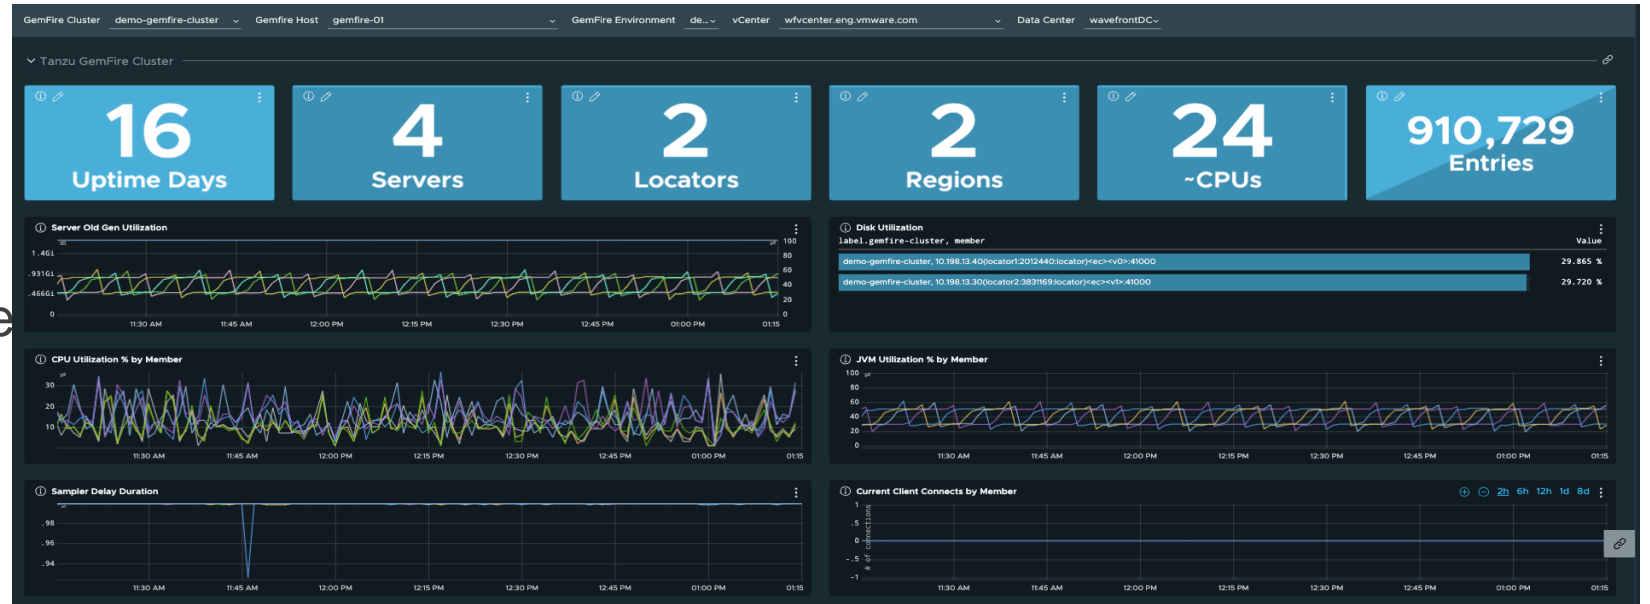 GemFire Cluster demo-gemfire-cluster Gemfire Host gemfire-01 GemFire Environment de... vCenter wfvcenter.eng.vmware.com Data Center wavefrontDC
Tanzu GemFire Cluster
16
Uptime Days
4
Servers
2
Locators
2
Regions
24
~CPUs
910,729
Entries
e
Server Old Gen Utilization
1.4Gi
.931Gi
.466Gi
0
B
%
100
80
60
40
20
0
11:30 AM 11:45 AM 12:00 PM 12:15 PM 12:30 PM 12:45 PM 01:00 PM 01:15
Disk Utilization
label.gemfire-cluster, member Value
demo-gemfire-cluster, 10.198.13.40(locator1:2012440:locator)<ec><v0>:41000 29.865 %
demo-gemfire-cluster, 10.198.13.30(locator2:3831169:locator)<ec><v1>:41000 29.720 %
CPU Utilization % by Member
%
30
20
10
11:30 AM 11:45 AM 12:00 PM 12:15 PM 12:30 PM 12:45 PM 01:00 PM 01:15
JVM Utilization % by Member
%
100
80
60
40
20
0
11:30 AM 11:45 AM 12:00 PM 12:15 PM 12:30 PM 12:45 PM 01:00 PM 01:15
Sampler Delay Duration
s
.98
.96
.94
11:30 AM 11:45 AM 12:00 PM 12:15 PM 12:30 PM 12:45 PM 01:00 PM 01:15
Current Client Connects by Member
2h 6h 12h 1d 8d
# of connections
1
.5
0
-.5
-1
11:30 AM 11:45 AM 12:00 PM 12:15 PM 12:30 PM 12:45 PM 01:00 PM 01:15